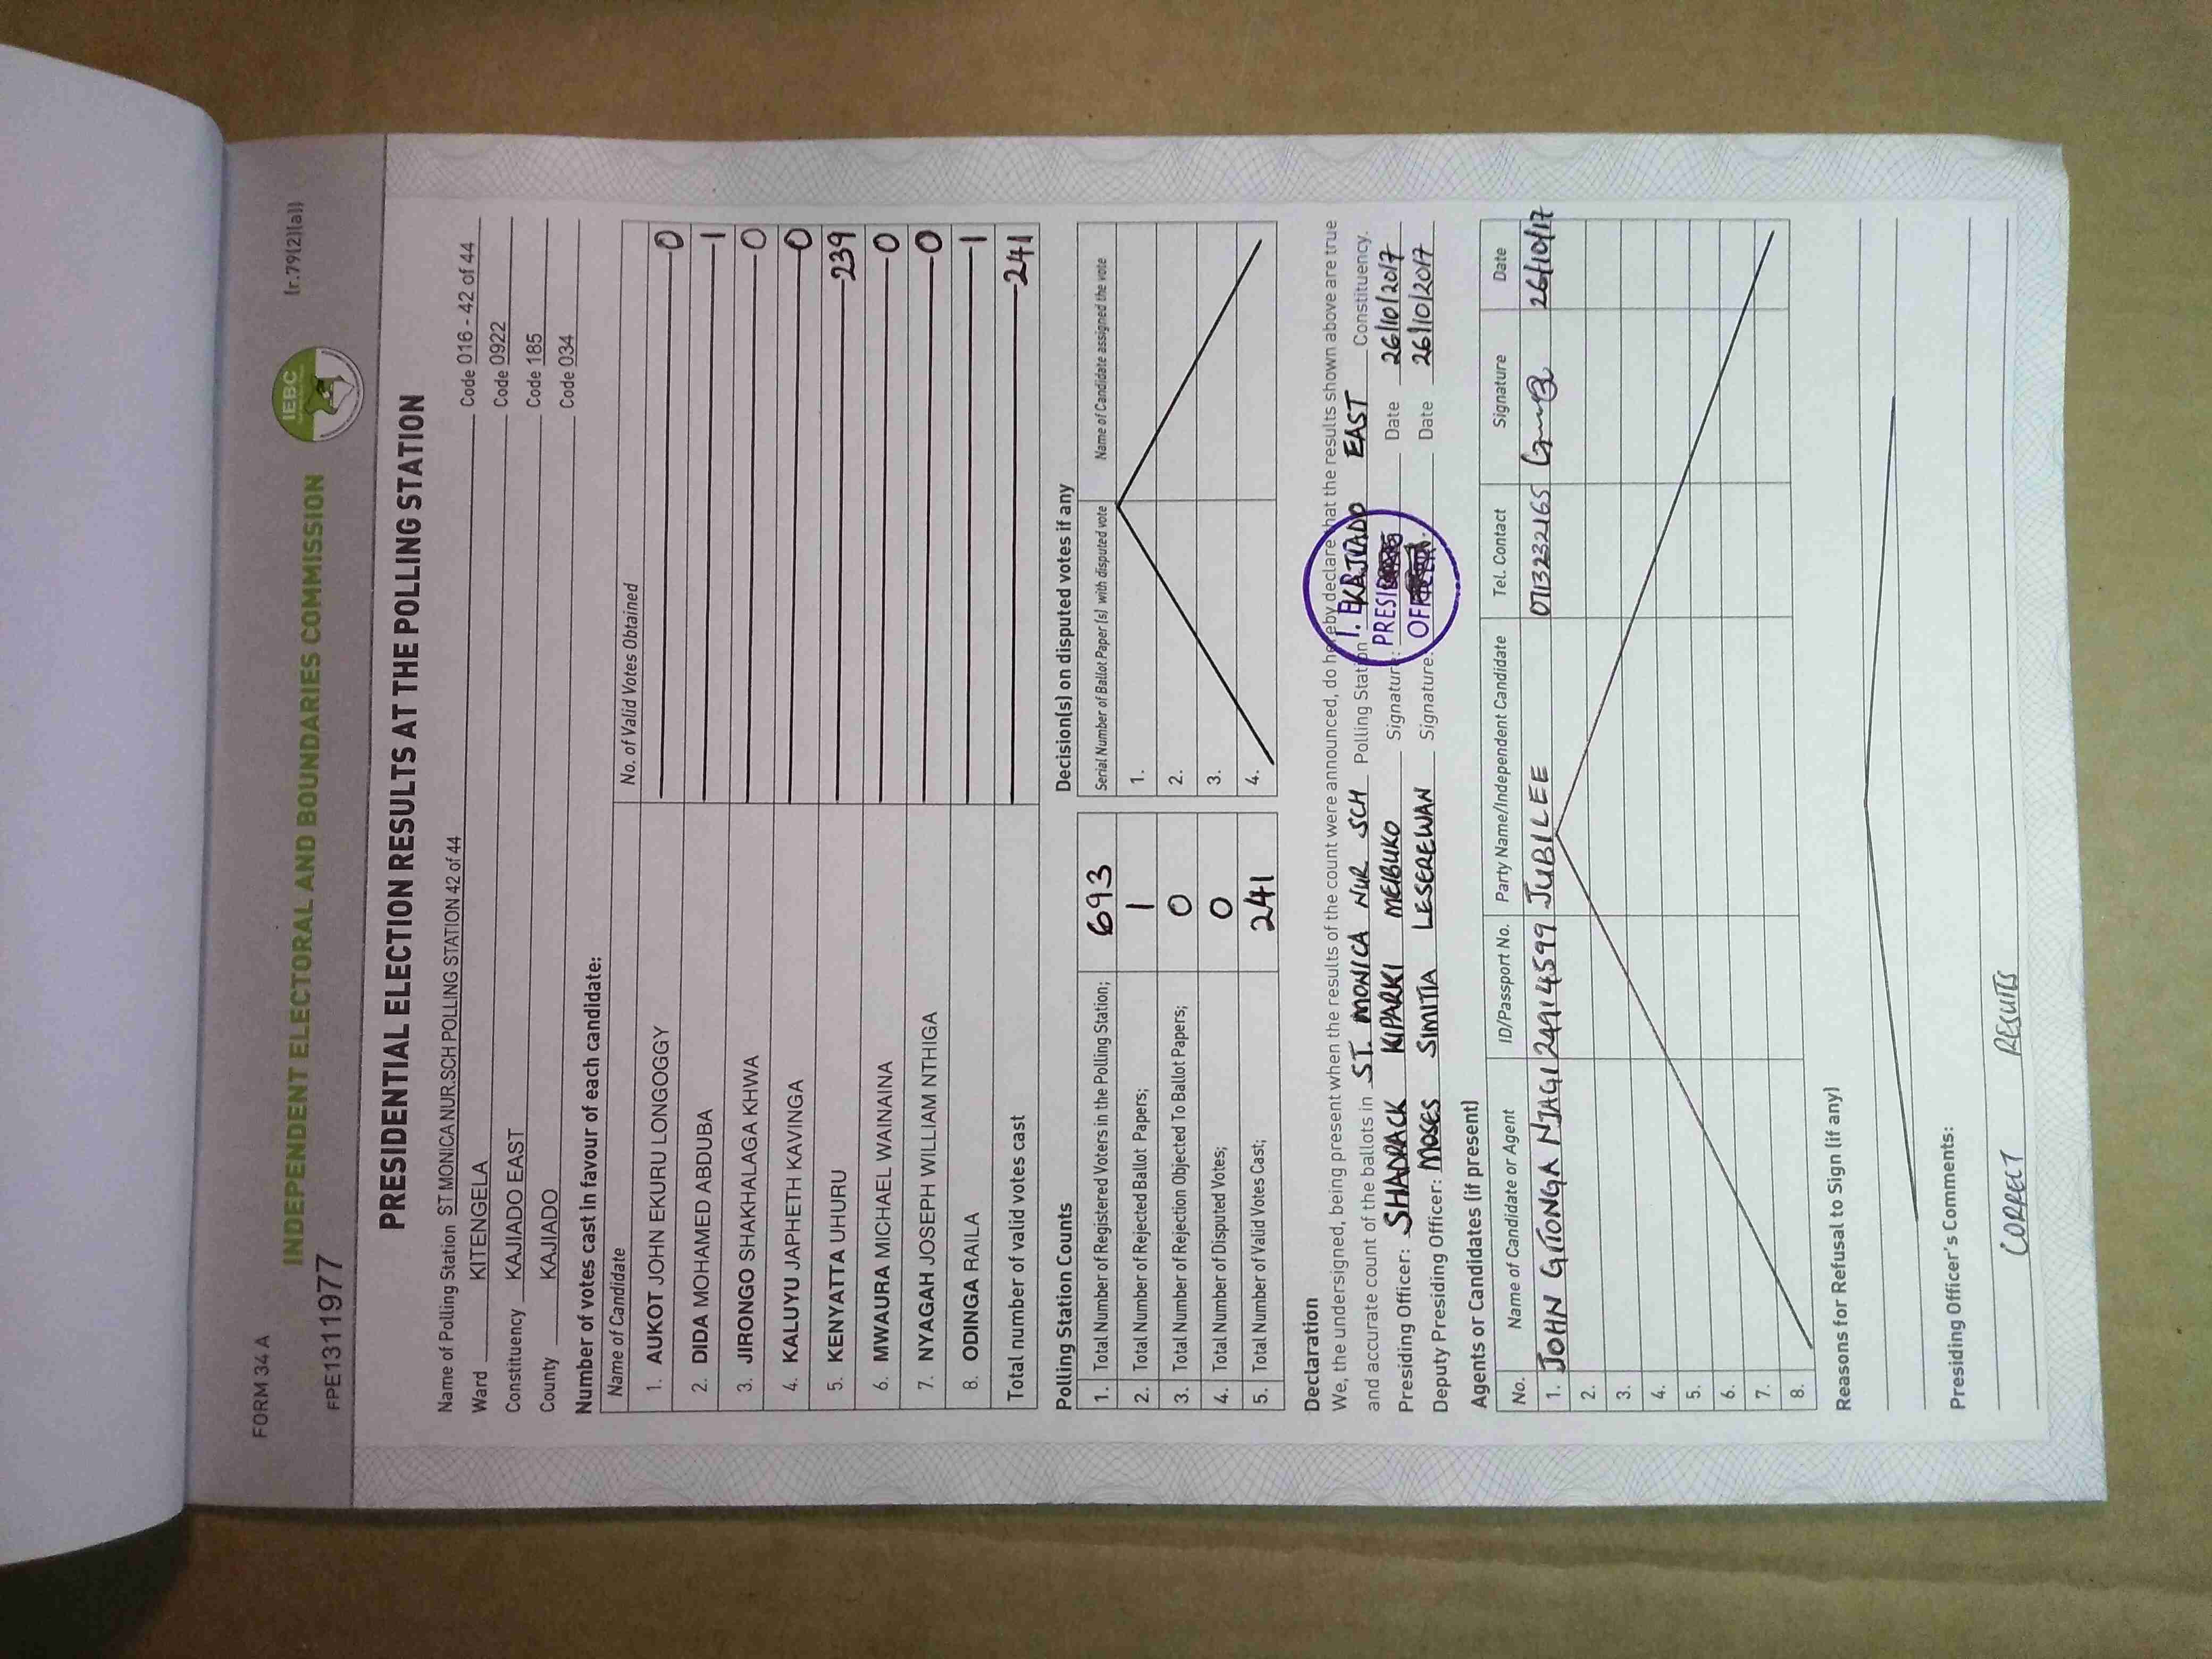 FORM 34 A
(r.79(2)(a))
IEBC
INDEPENDENT ELECTORAL AND BOUNDARIES COMMISSION
FPE1311977
PRESIDENTIAL ELECTION RESULTS AT THE POLLING STATION
Name of Polling Station ST MONICA NUR.SCH POLLING STATION 42 of 44 Code 016 - 42 of 44
Ward KITENGELA Code 0922
Constituency KAJIADO EAST Code 185
County KAJIADO Code 034
Number of votes cast in favour of each candidate:
Name of Candidate No. of Valid Votes Obtained
1. AUKOT JOHN EKURU LONGOGGY 0
2. DIDA MOHAMED ABDUBA 1
3. JIRONGO SHAKHALAGA KHWA 0
4. KALUYU JAPHETH KAVINGA 0
5. KENYATTA UHURU 239
6. MWAURA MICHAEL WAINAINA 0
7. NYAGAH JOSEPH WILLIAM NTHIGA 0
8. ODINGA RAILA 1
Total number of valid votes cast 241
Polling Station Counts
1. Total Number of Registered Voters in the Polling Station; 693
2. Total Number of Rejected Ballot Papers; 1
3. Total Number of Rejection Objected To Ballot Papers; 0
4. Total Number of Disputed Votes; 0
5. Total Number of Valid Votes Cast; 241
Decision(s) on disputed votes if any
Serial Number of Ballot Paper(s) with disputed vote Name of Candidate assigned the vote
1.
2.
3.
4.
Declaration
We, the undersigned, being present when the results of the count were announced, do hereby declare that the results shown above are true
and accurate count of the ballots in ST. MONICA NUR SCH Polling Station KAJIADO EAST Constituency.
Presiding Officer: SHADRACK KIPARKI MEIBUKO Signature: Date 26/10/2017
Deputy Presiding Officer: MOSES SIMITIA LESEREWAN Signature: Date 26/10/2017
Agents or Candidates (if present)
No. Name of Candidate or Agent ID/Passport No. Party Name/Independent Candidate Tel. Contact Signature Date
1. JOHN GITONGA NJAGI 24914599 JUBILEE 0713232165 26/10/17
2.
3.
4.
5.
6.
7.
8.
Reasons for Refusal to Sign (if any)
Presiding Officer's Comments:
CORRECT RESULTS